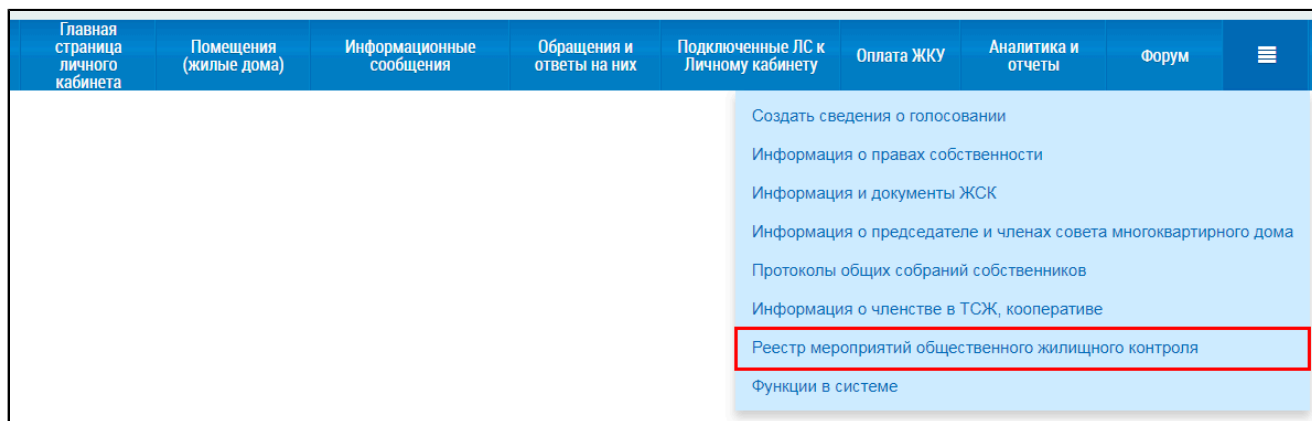 Главная
страница
личного
кабинета
Помещения
(жилые дома)
Информационные
сообщения
Обращения и
ответы на них
Подключенные ЛС к
Личному кабинету
Оплата ЖКУ
Аналитика и
отчеты
Форум
Создать сведения о голосовании
Информация о правах собственности
Информация и документы ЖСК
Информация о председателе и членах совета многоквартирного дома
Протоколы общих собраний собственников
Информация о членстве в ТСЖ, кооперативе
Реестр мероприятий общественного жилищного контроля
Функции в системе